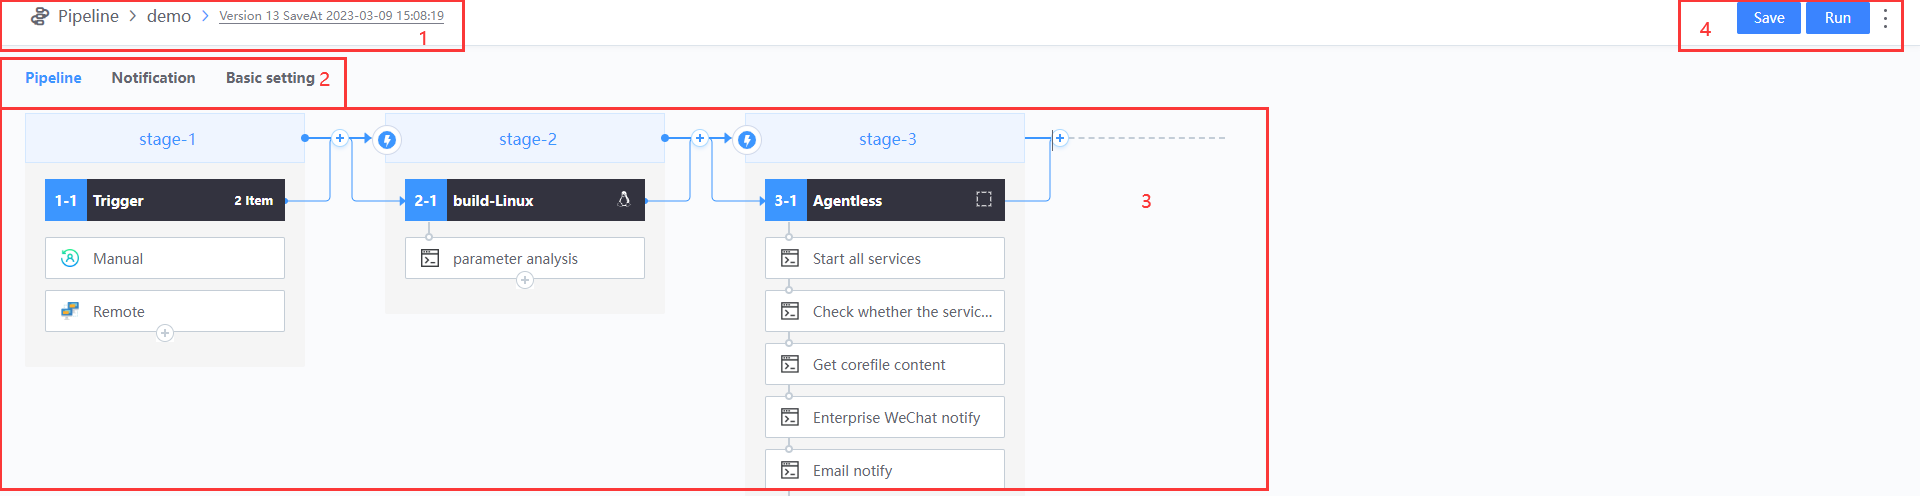 Pipeline > demo > Version 13 SaveAt 2023-03-09 15:08:19
1
4
Save
Run
Pipeline
Notification
Basic setting
2
stage-1
stage-2
stage-3
1-1 Trigger 2 Item
2-1 build-Linux
3-1 Agentless
3
Manual
parameter analysis
Start all services
Remote
Check whether the servic...
Get corefile content
Enterprise WeChat notify
Email notify